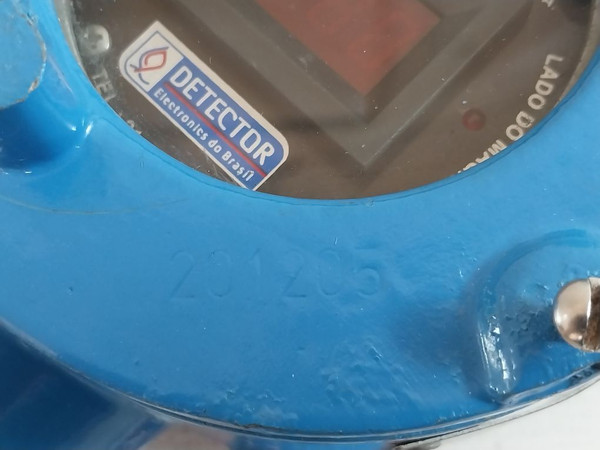 DETECTOR
Electronics do Brasil
LADO DO
201205